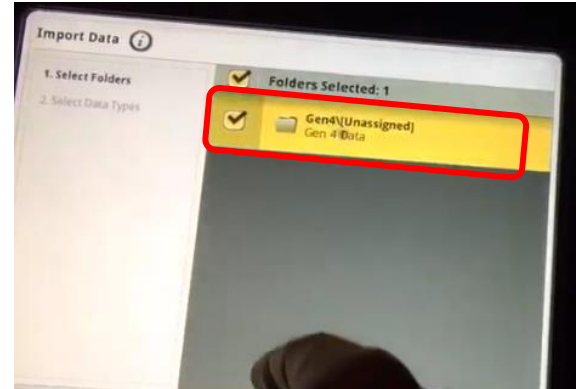 Import Data
1. Select Folders
2. Select Data Types
Folders Selected: 1
Gen4\[Unassigned]
Gen 4 Data